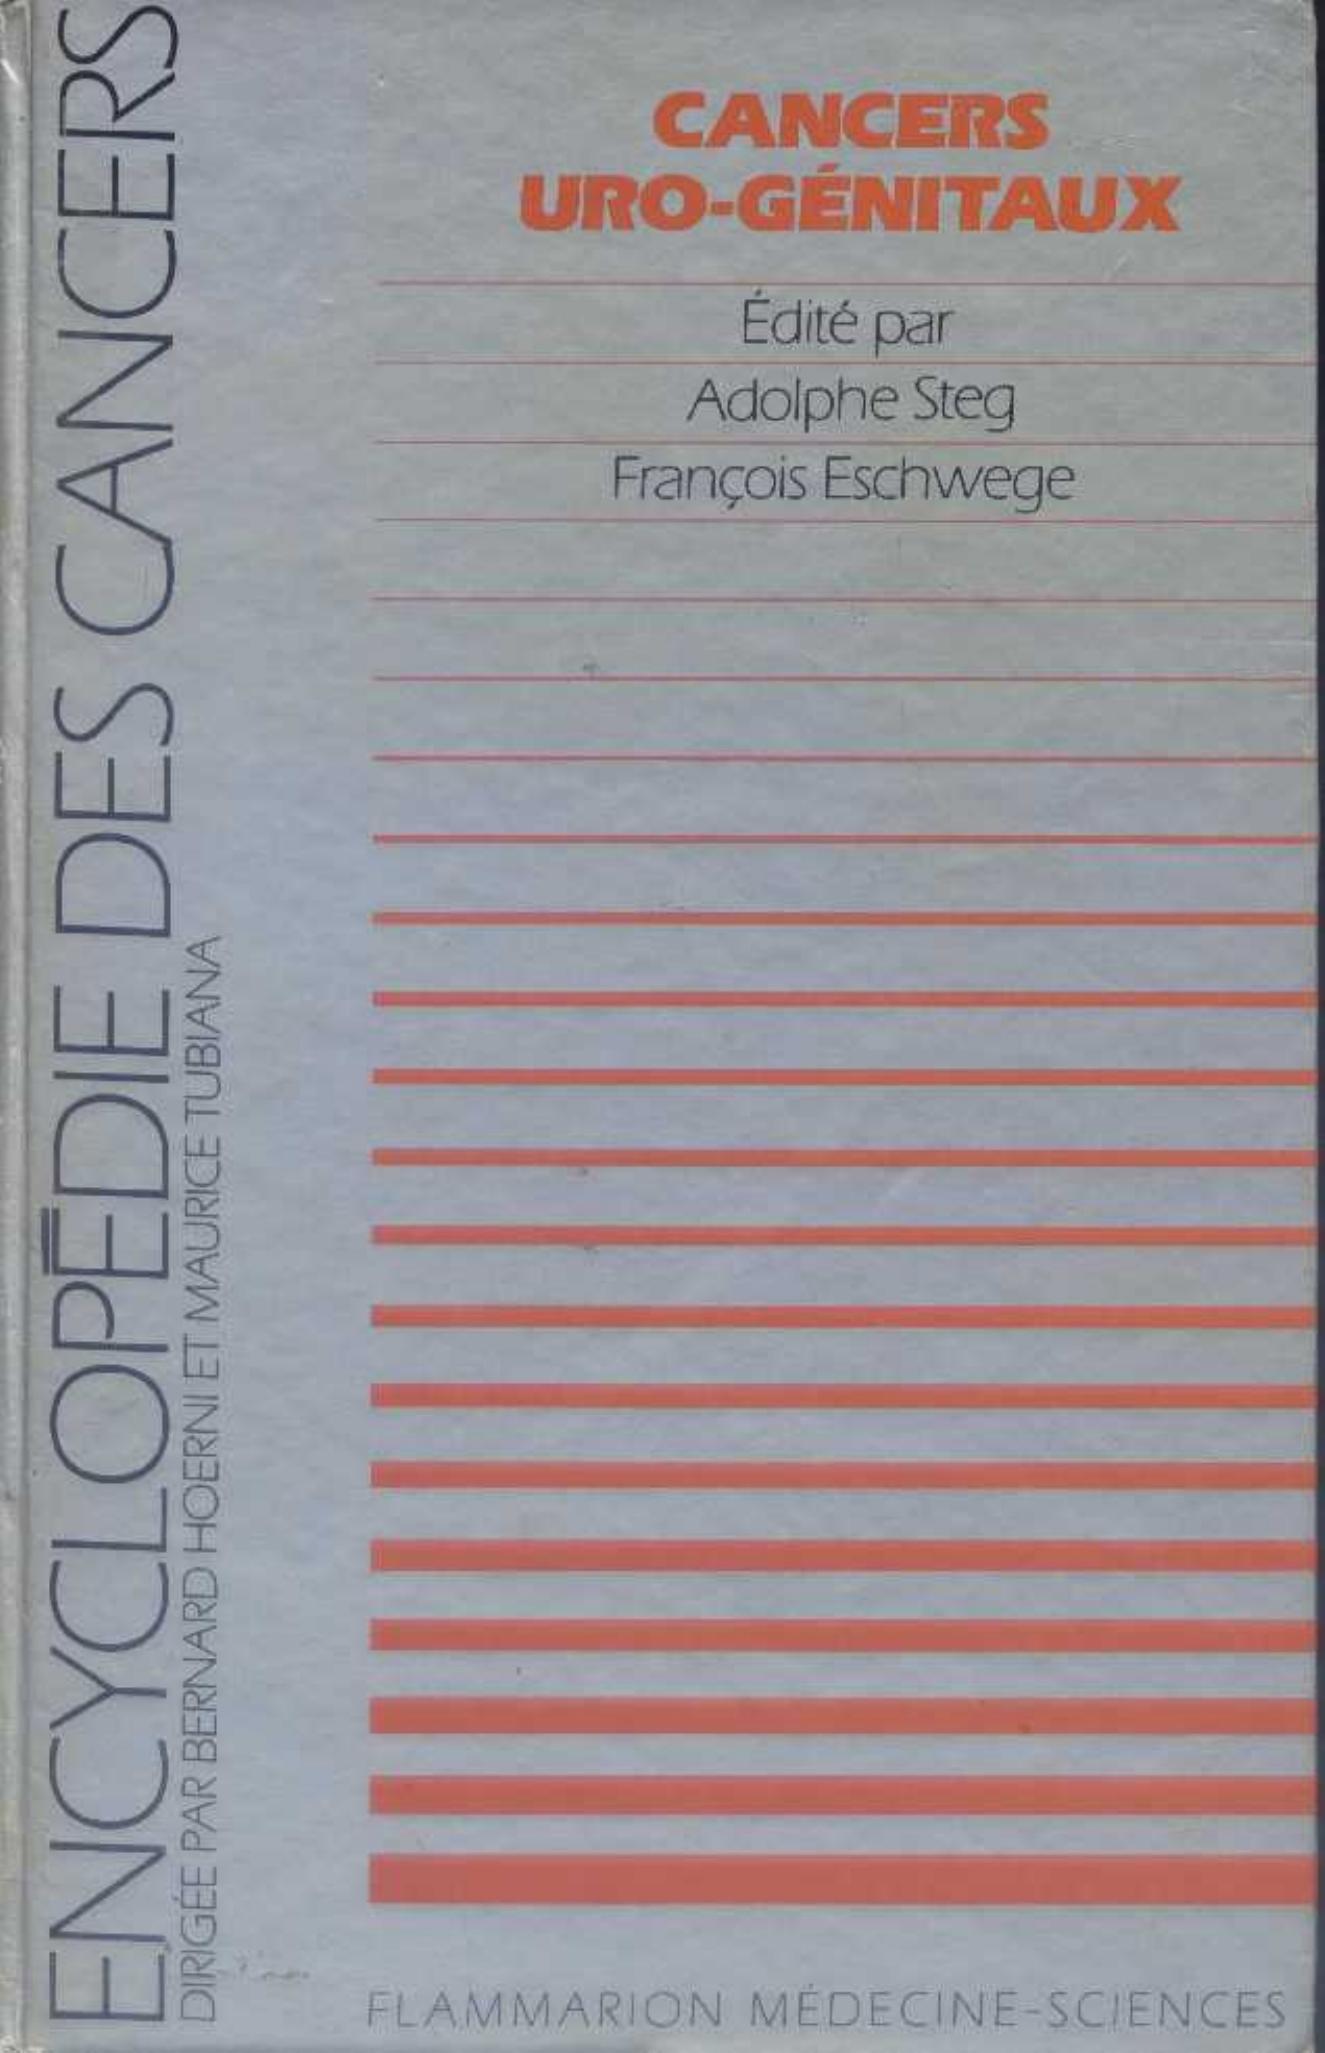 ENCYCLOPÉDIE DES CANCERS
DIRIGÉE PAR BERNARD HOERNI ET MAURICE TUBIANA
CANCERS
URO-GÉNITAUX
Édité par
Adolphe Steg
François Eschwege
FLAMMARION MÉDECINE-SCIENCES